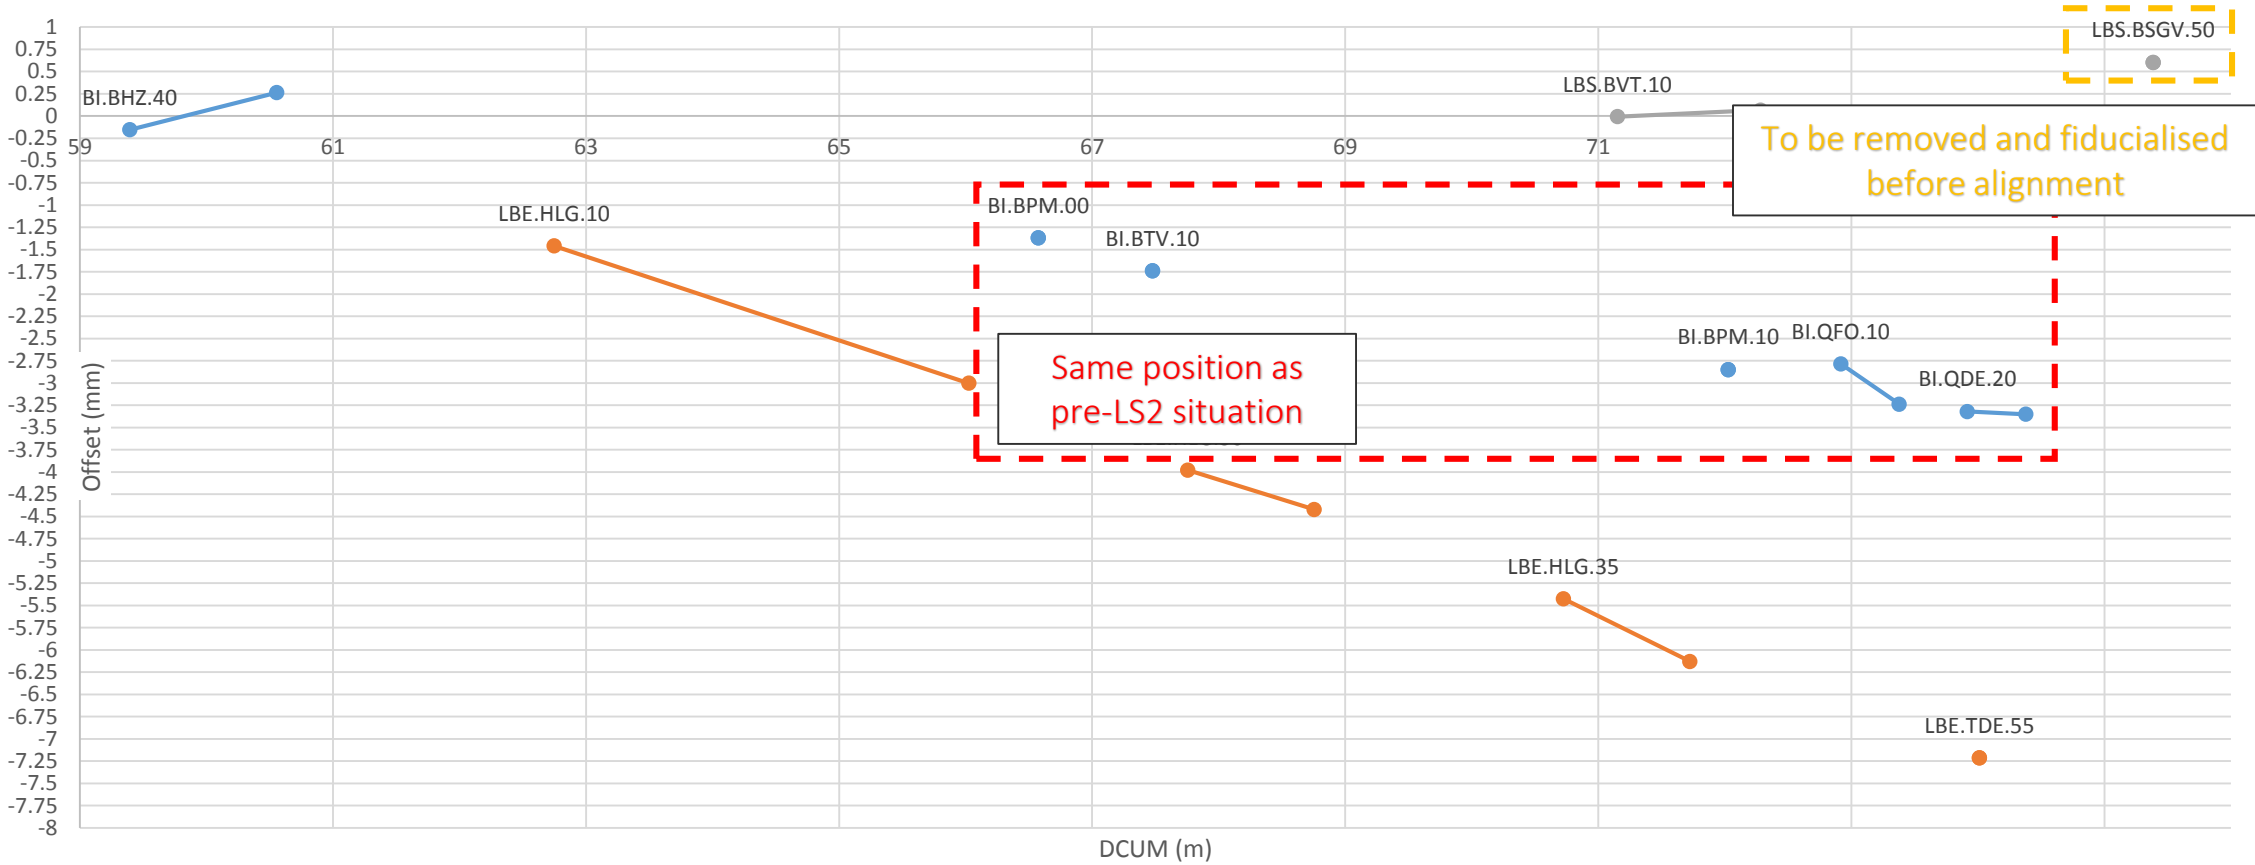 1
0.75
0.5
0.25
0
-0.25
-0.5
-0.75
-1
-1.25
-1.5
-1.75
-2
-2.25
-2.5
-2.75
-3
-3.25
-3.5
-3.75
-4
-4.25
-4.5
-4.75
-5
-5.25
-5.5
-5.75
-6
-6.25
-6.5
-6.75
-7
-7.25
-7.5
-7.75
-8
Offset (mm)
59 61 63 65 67 69 71
DCUM (m)
BI.BHZ.40
LBS.BVT.10
LBS.BSGV.50
To be removed and fiducialised
before alignment
LBE.HLG.10
BI.BPM.00
BI.BTV.10
Same position as
pre-LS2 situation
BI.BPM.10
BI.QFO.10
BI.QDE.20
LBE.HLG.35
LBE.TDE.55